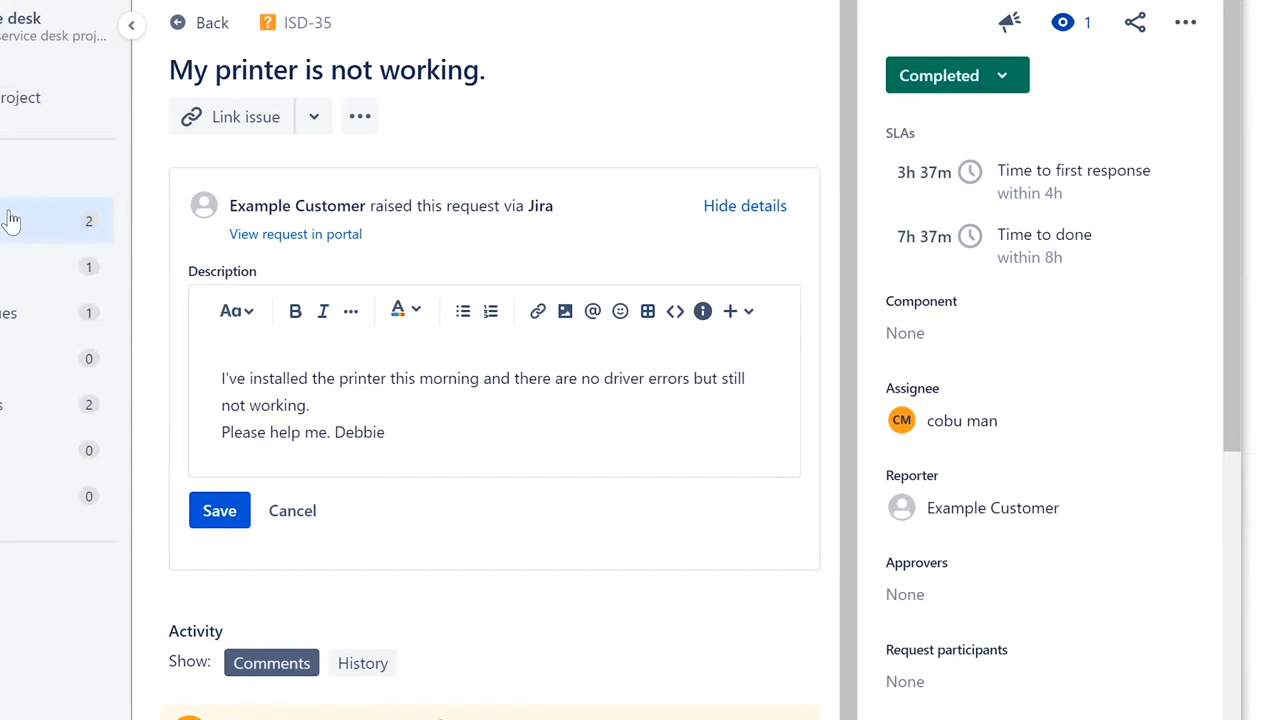 e desk
service desk proj...
roject
2
1
ues 1
0
s 2
0
0
Back ISD-35
My printer is not working.
Link issue
Example Customer raised this request via Jira Hide details
View request in portal
Description
Aa B I A @ <> i +
I've installed the printer this morning and there are no driver errors but still
not working.
Please help me. Debbie
Save Cancel
Activity
Show: Comments History
1
Completed
SLAs
3h 37m Time to first response
within 4h
7h 37m Time to done
within 8h
Component
None
Assignee
CM cobu man
Reporter
Example Customer
Approvers
None
Request participants
None